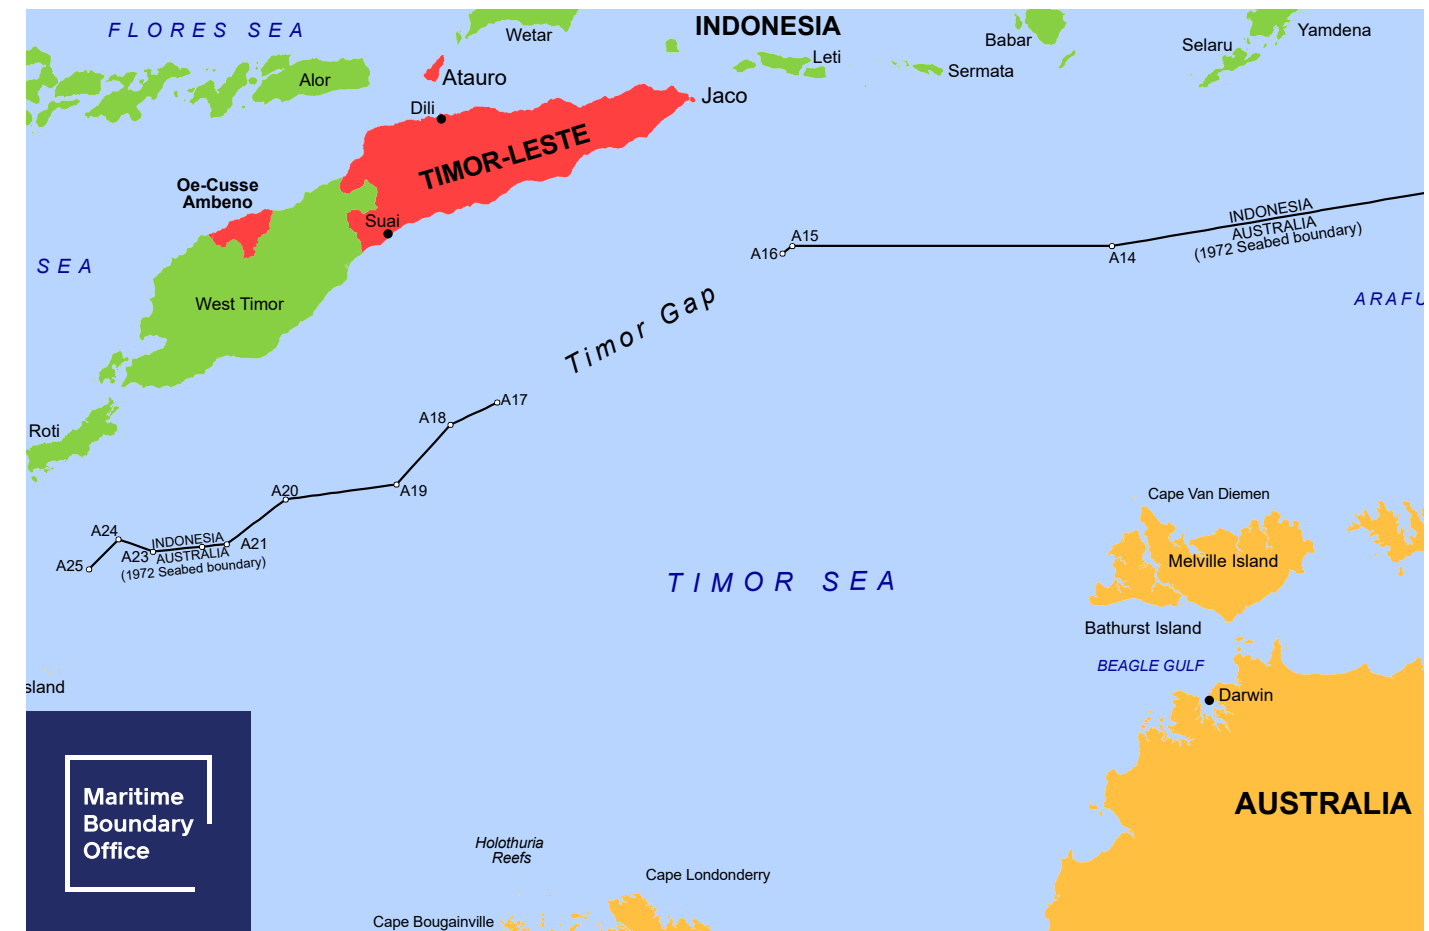 FLORES SEA
INDONESIA
Wetar
Babar
Yamdena
Selaru
Leti
Sermata
Alor
Atauro
Jaco
Dili
TIMOR-LESTE
Oe-Cusse
Ambeno
Suai
INDONESIA
AUSTRALIA
(1972 Seabed boundary)
A15
A16
A14
SEA
West Timor
Timor Gap
ARAFU
A17
A18
Roti
A19
A20
A24
A23
A21
A25
INDONESIA
AUSTRALIA
(1972 Seabed boundary)
Cape Van Diemen
Melville Island
TIMOR SEA
Bathurst Island
BEAGLE GULF
sland
Darwin
Maritime
Boundary
Office
AUSTRALIA
Holothuria
Reefs
Cape Londonderry
Cape Bougainville